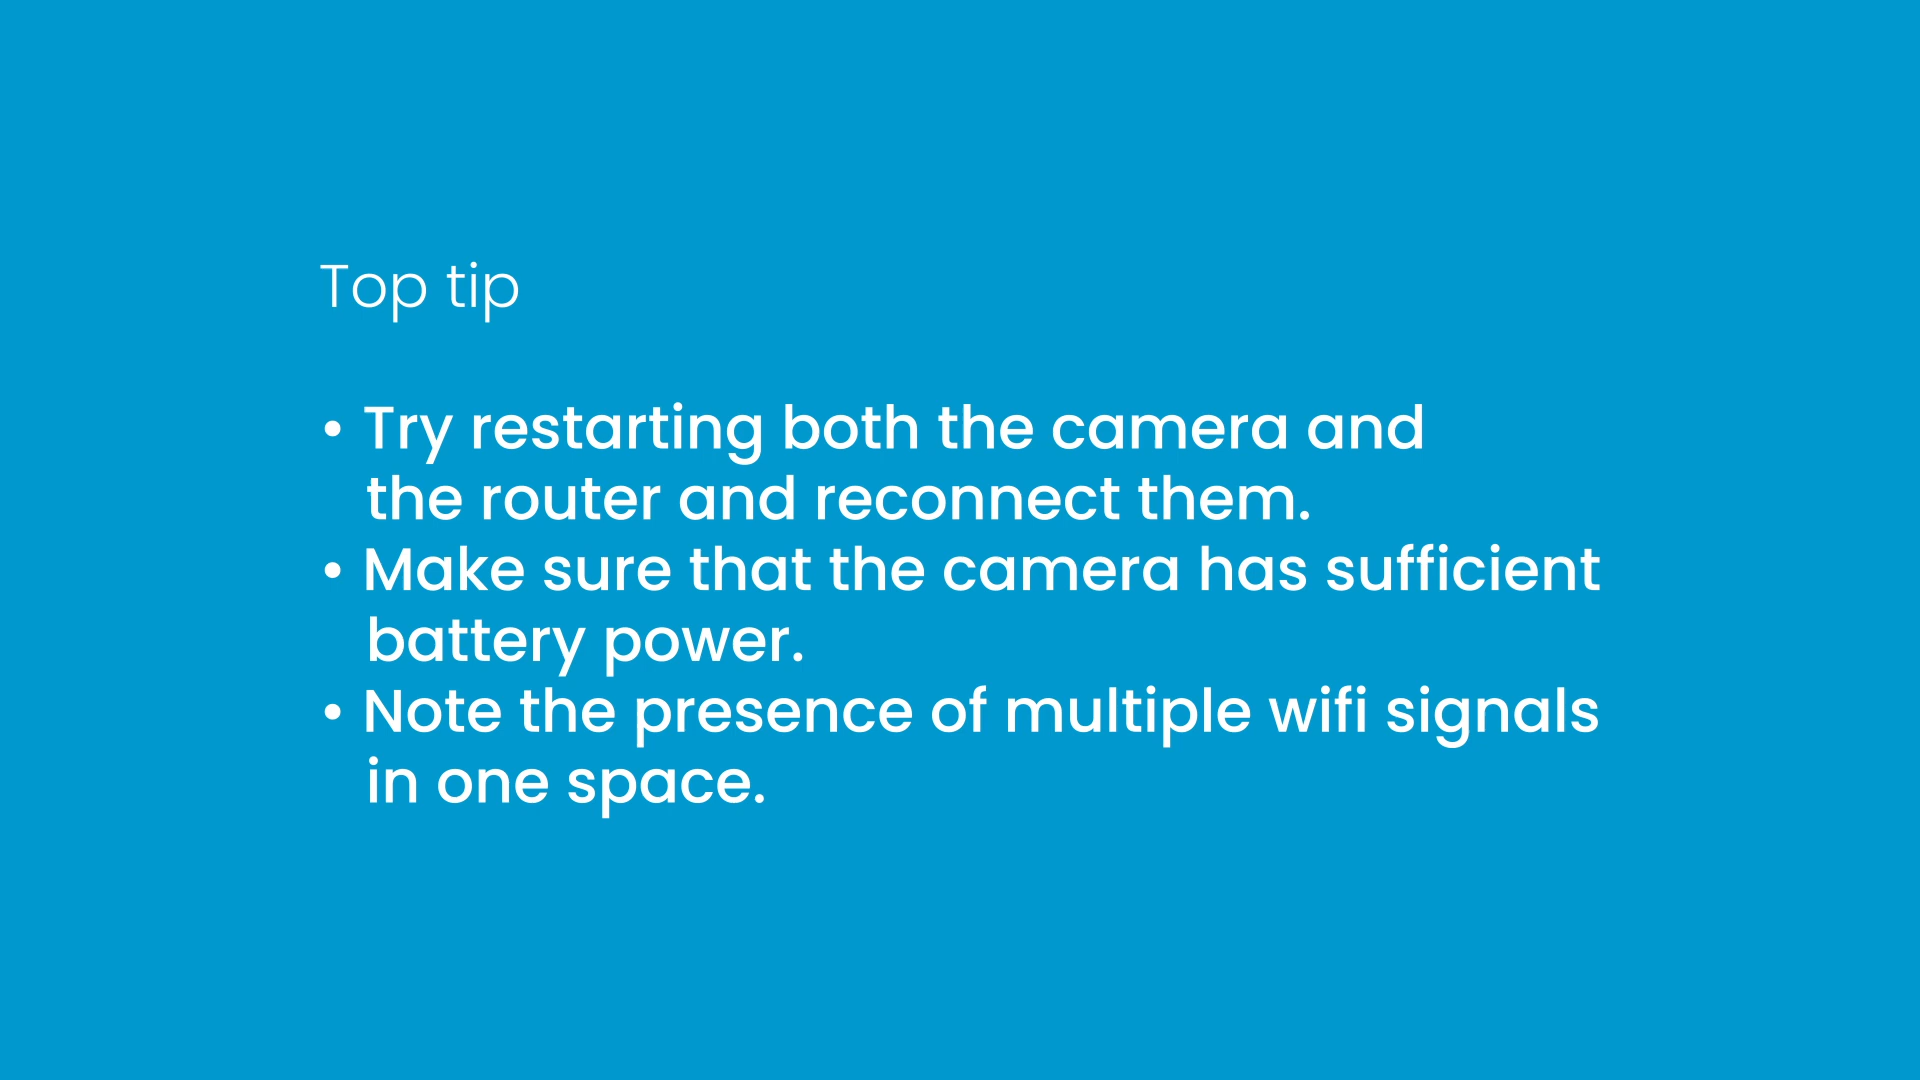 Top tip
• Try restarting both the camera and
the router and reconnect them.
• Make sure that the camera has sufficient
battery power.
• Note the presence of multiple wifi signals
in one space.